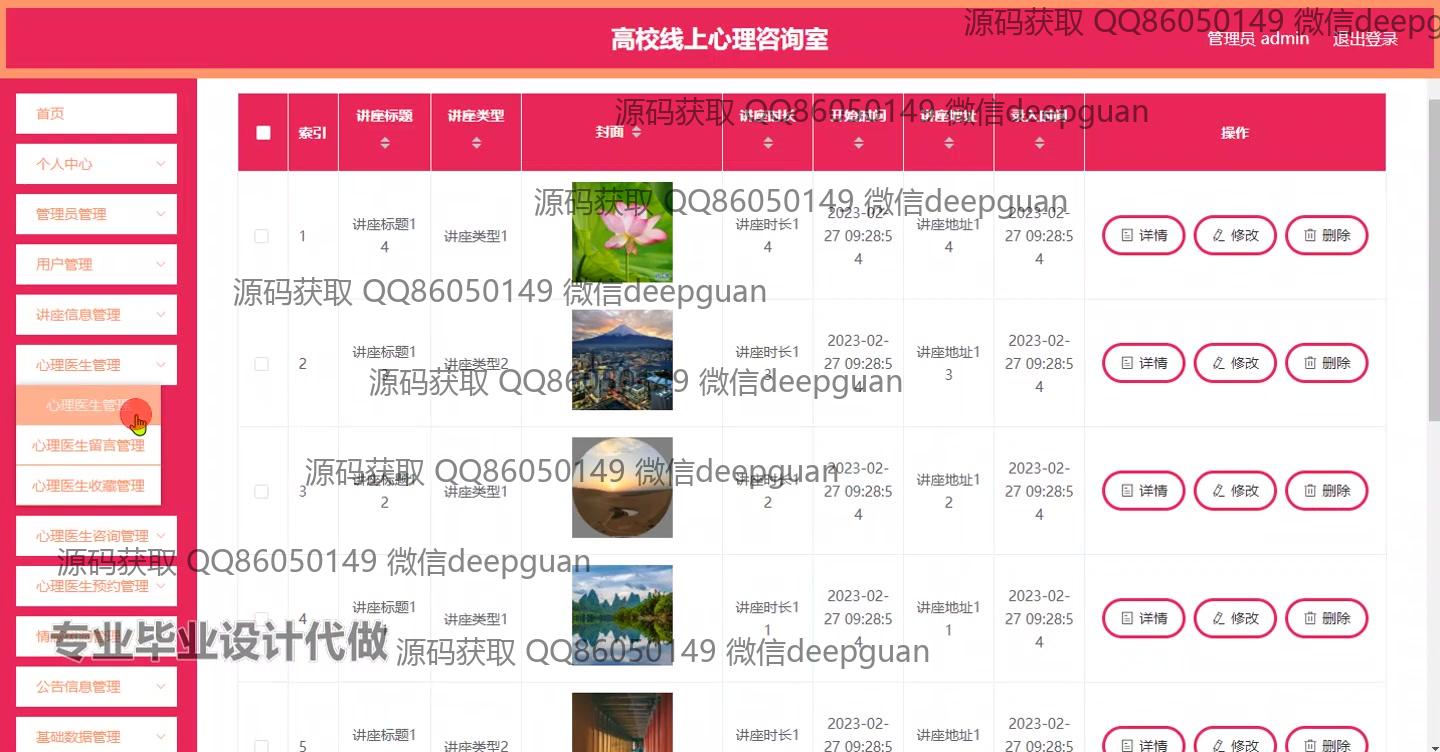 源码获取 QQ86050149 微信deepg
高校线上心理咨询室
管理员 admin
退出登录
首页
个人中心
管理员管理
用户管理
讲座信息管理
心理医生管理
心理医生管理
心理医生留言管理
心理医生收藏管理
心理医生咨询管理
心理医生预约管理
公告信息管理
基础数据管理
源码获取 QQ86050149 微信deepguan
索引
讲座标题
讲座类型
封面
讲座时长
开始时间
讲座地址
录入时间
操作
源码获取 QQ86050149 微信deepguan
1
讲座标题1
4
讲座类型1
讲座时长1
4
2023-02-
27 09:28:5
4
讲座地址1
4
2023-02-
27 09:28:5
4
详情
修改
删除
源码获取 QQ86050149 微信deepguan
2
讲座标题1
3
讲座类型2
讲座时长1
3
2023-02-
27 09:28:5
4
讲座地址1
3
2023-02-
27 09:28:5
4
详情
修改
删除
源码获取 QQ86050149 微信deepguan
3
讲座标题1
2
讲座类型1
讲座时长1
2
2023-02-
27 09:28:5
4
讲座地址1
2
2023-02-
27 09:28:5
4
详情
修改
删除
源码获取 QQ86050149 微信deepguan
源码获取 QQ86050149 微信deepguan
4
讲座标题1
1
讲座类型1
讲座时长1
1
2023-02-
27 09:28:5
4
讲座地址1
1
2023-02-
27 09:28:5
4
详情
修改
删除
专业毕业设计代做
源码获取 QQ86050149 微信deepguan
5
讲座标题1
讲座类型2
讲座时长1
2023-02-
27 09:28:5
讲座地址1
2023-02-
27 09:28:5
详情
修改
删除